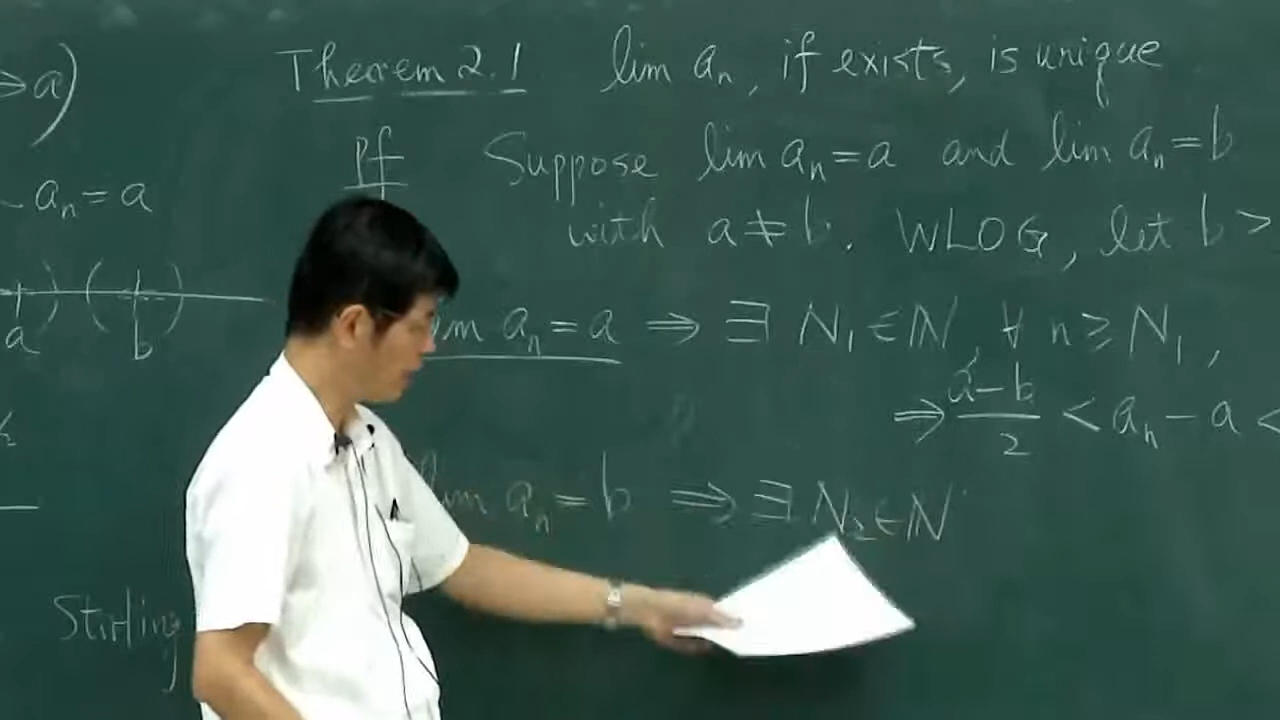 Theorem 2.1 lim aₙ, if exists, is unique
→ a)
Pf Suppose lim aₙ = a and lim aₙ = b
aₙ = a
with a ≠ b. WLOG, let b >
a b
lim aₙ = a ⇒ ∃ N₁ ∈ ℕ, ∀ n ≥ N₁,
⇒ (a-b)/2 < aₙ - a <
lim aₙ = b ⇒ ∃ N₂ ∈ ℕ
Stirling